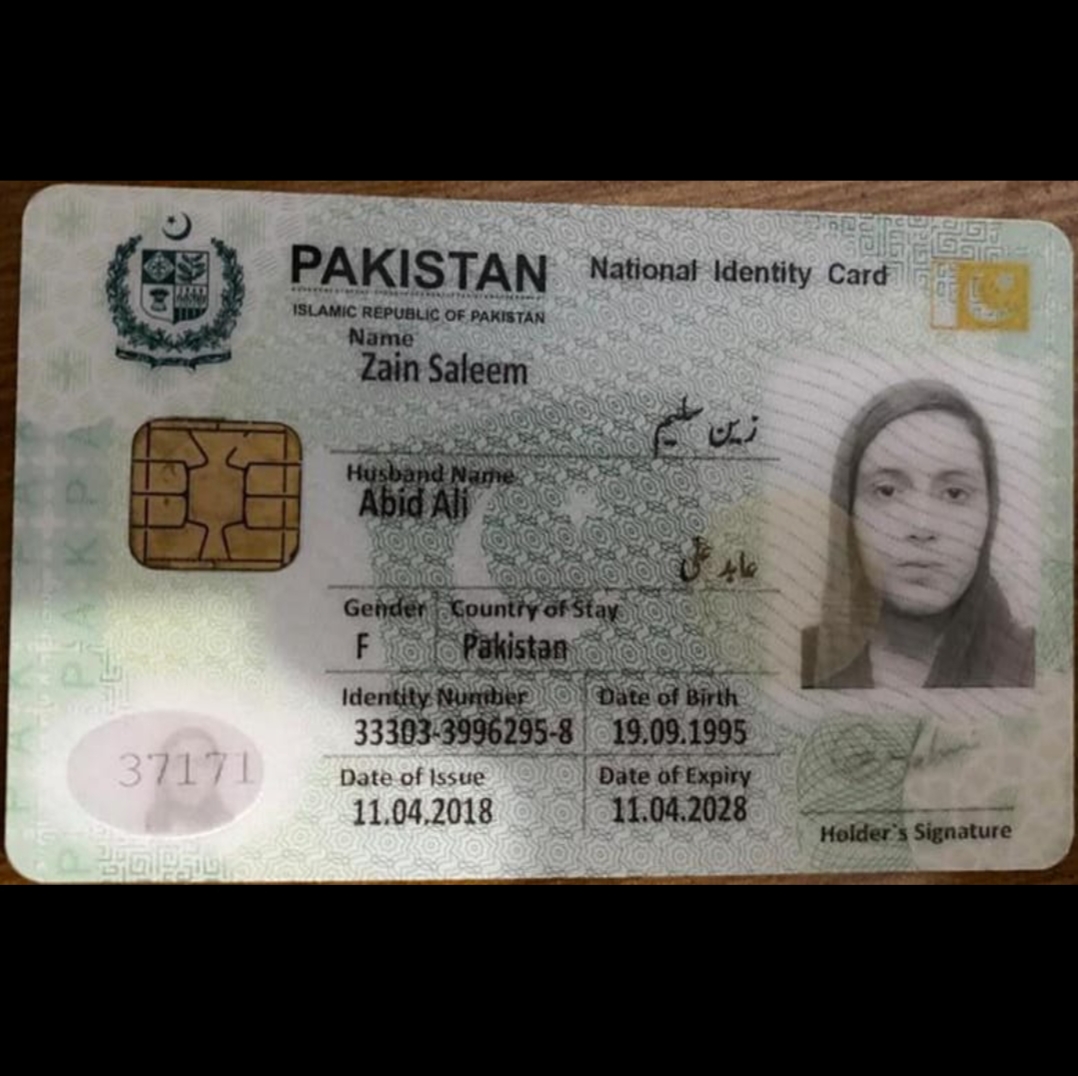 PAKISTAN National Identity Card
ISLAMIC REPUBLIC OF PAKISTAN
Name
Zain Saleem
زین سلیم
Husband Name
Abid Ali
عابد علی
Gender Country of Stay
F Pakistan
Identity Number Date of Birth
33303-3996295-8 19.09.1995
Date of Issue Date of Expiry
11.04.2018 11.04.2028
37171
Holder's Signature